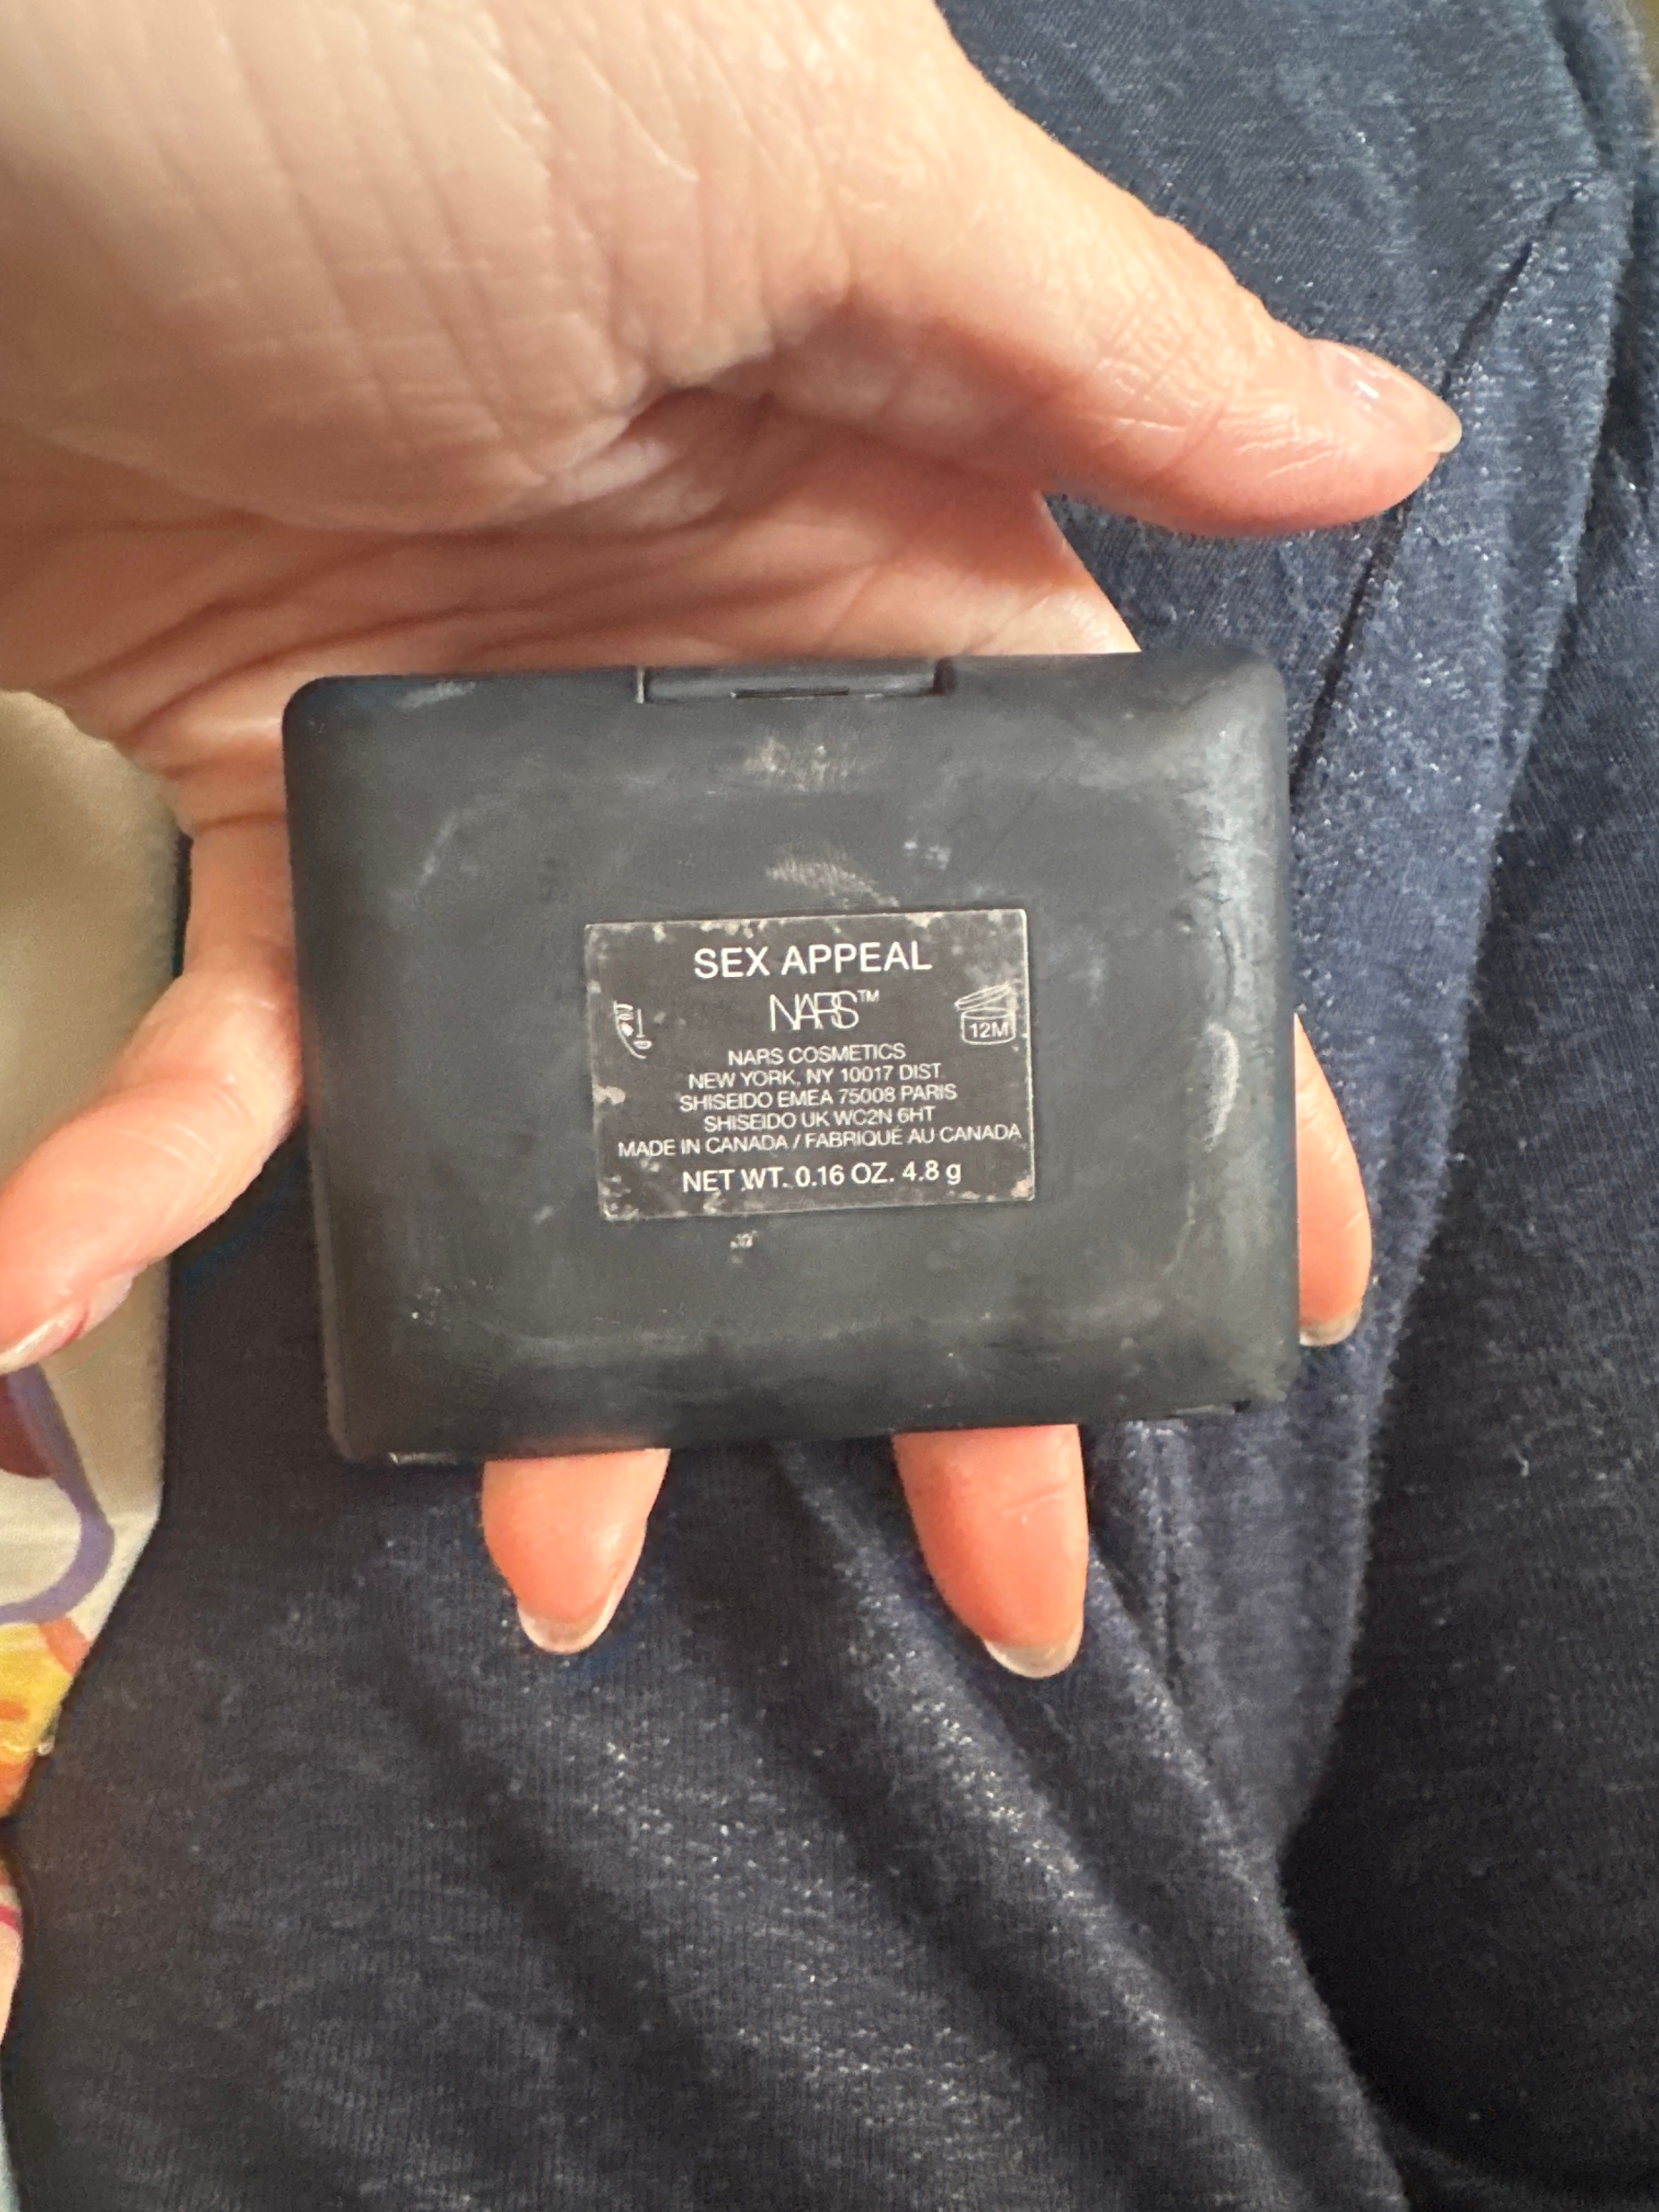 SEX APPEAL
NARS™
12M
NARS COSMETICS
NEW YORK, NY 10017 DIST.
SHISEIDO EMEA 75008 PARIS
SHISEIDO UK WC2N 6HT
MADE IN CANADA / FABRIQUÉ AU CANADA
NET WT. 0.16 OZ. 4.8 g